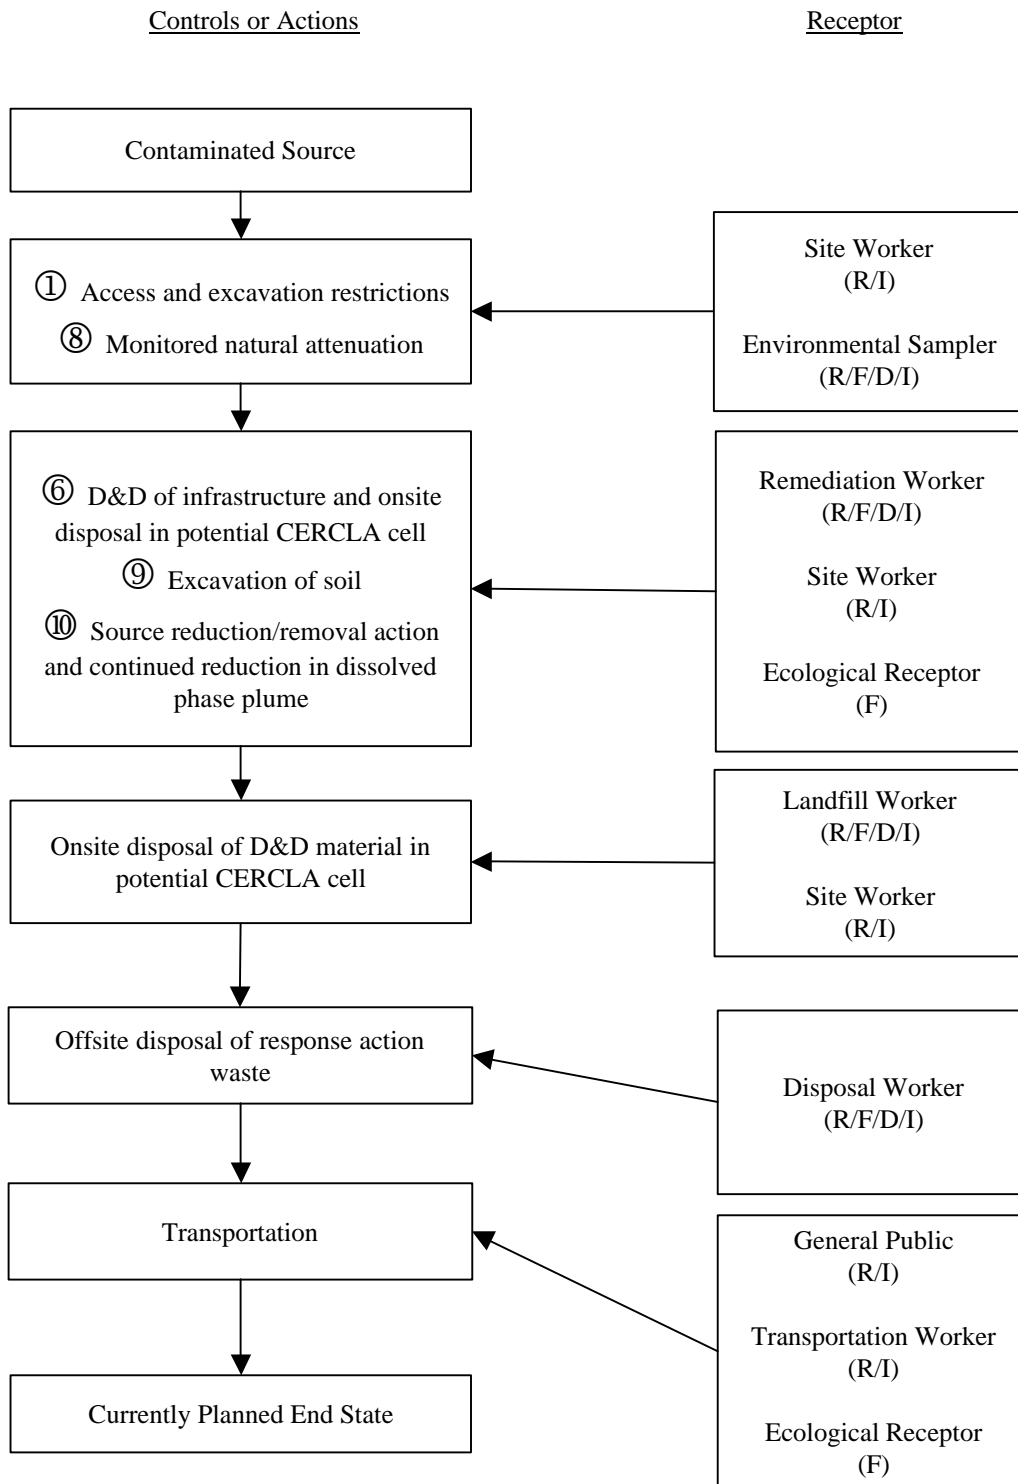 Controls or Actions
Receptor
Contaminated Source
① Access and excavation restrictions
⑧ Monitored natural attenuation
Site Worker
(R/I)
Environmental Sampler
(R/F/D/I)
⑥ D&D of infrastructure and onsite
disposal in potential CERCLA cell
⑨ Excavation of soil
⑩ Source reduction/removal action
and continued reduction in dissolved
phase plume
Remediation Worker
(R/F/D/I)
Site Worker
(R/I)
Ecological Receptor
(F)
Onsite disposal of D&D material in
potential CERCLA cell
Landfill Worker
(R/F/D/I)
Site Worker
(R/I)
Offsite disposal of response action
waste
Disposal Worker
(R/F/D/I)
Transportation
General Public
(R/I)
Transportation Worker
(R/I)
Ecological Receptor
(F)
Currently Planned End State